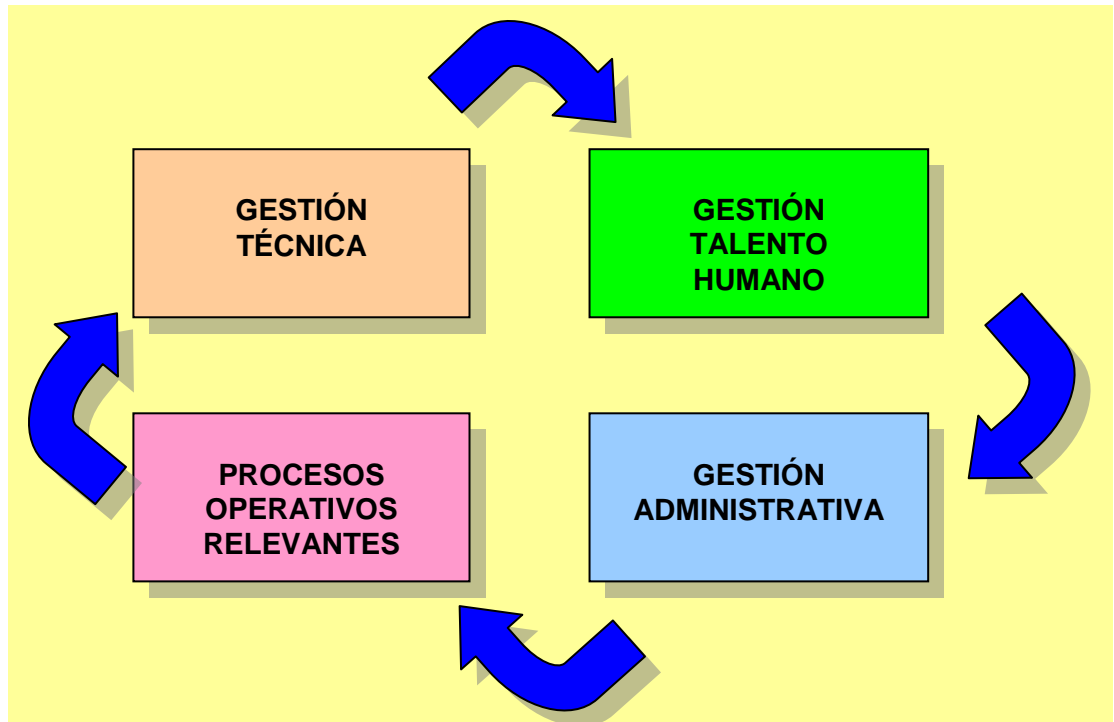 GESTIÓN
TÉCNICA
GESTIÓN
TALENTO
HUMANO
PROCESOS
OPERATIVOS
RELEVANTES
GESTIÓN
ADMINISTRATIVA